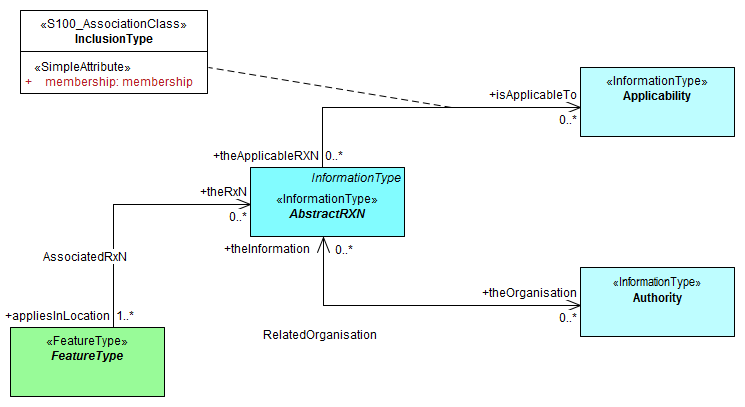 «S100_AssociationClass»
InclusionType
«SimpleAttribute»
+ membership: membership
+isApplicableTo
0..*
«InformationType»
Applicability
+theApplicableRXN 0..*
InformationType
«InformationType»
AbstractRXN
+theRxN
0..*
AssociatedRxN
+theInformation 0..*
+theOrganisation
0..*
«InformationType»
Authority
RelatedOrganisation
+appliesInLocation 1..*
«FeatureType»
FeatureType